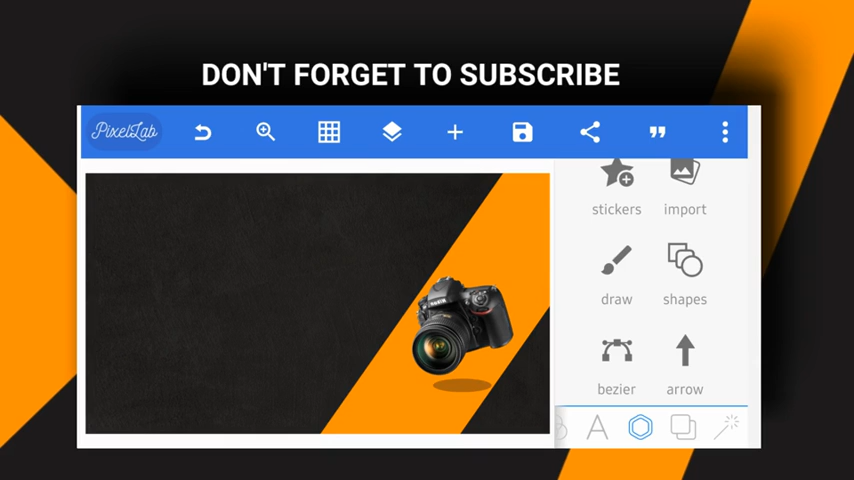 DON'T FORGET TO SUBSCRIBE
PixelLab
stickers import
draw shapes
bezier arrow